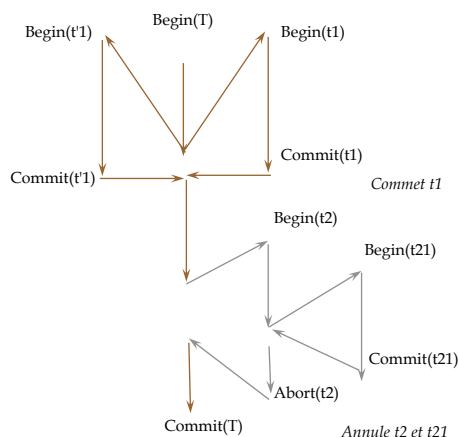 Begin(T)
Begin(t'1)
Begin(t1)
Commit(t1)
Commit(t'1)
Commet t1
Begin(t2)
Begin(t21)
Commit(t21)
Abort(t2)
Commit(T)
Annule t2 et t21